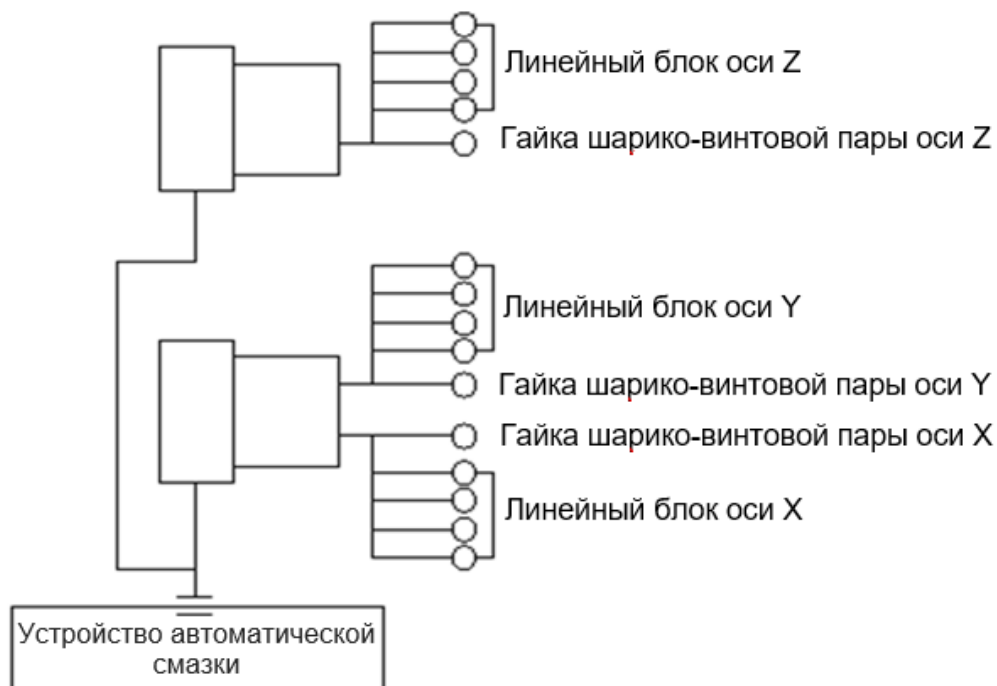 Линейный блок оси Z
Гайка шарико-винтовой пары оси Z
Линейный блок оси Y
Гайка шарико-винтовой пары оси Y
Гайка шарико-винтовой пары оси X
Линейный блок оси X
Устройство автоматической
смазки